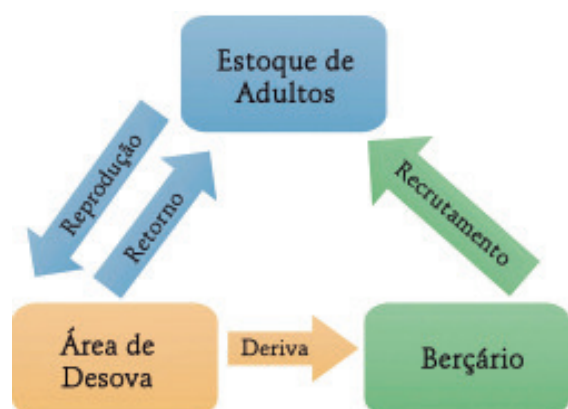 Estoque de
Adultos
Reprodução
Retorno
Recrutamento
Área de
Desova
Deriva
Berçário